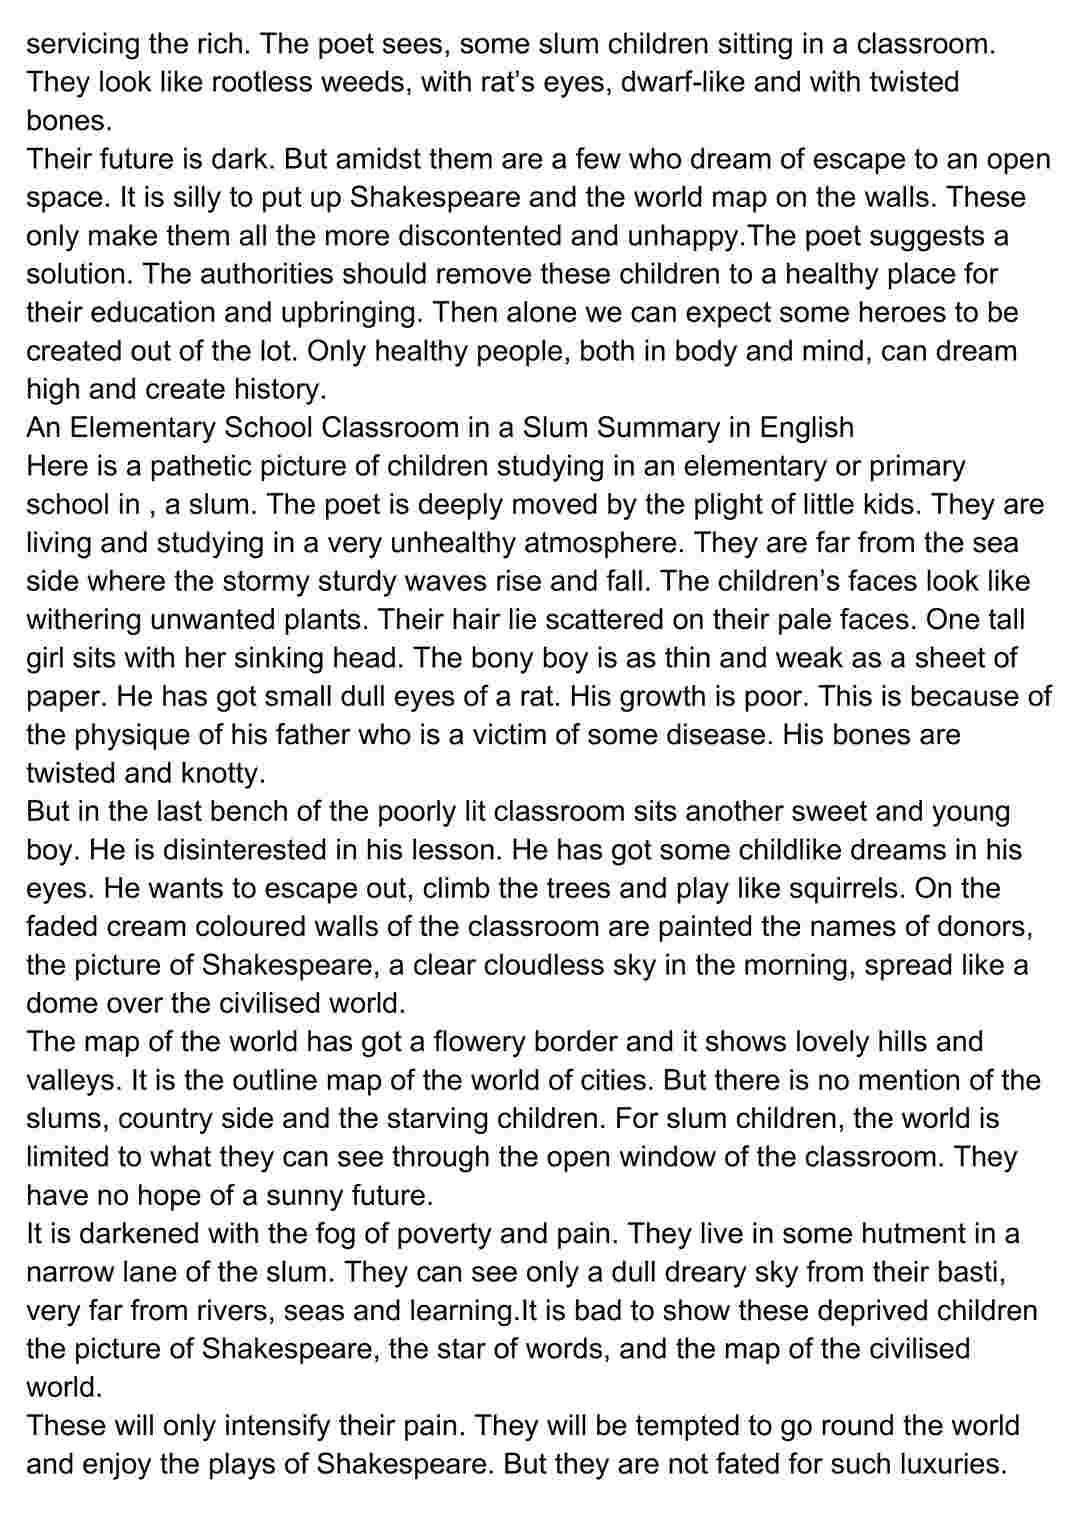 servicing the rich. The poet sees, some slum children sitting in a classroom.
They look like rootless weeds, with rat’s eyes, dwarf-like and with twisted
bones.
Their future is dark. But amidst them are a few who dream of escape to an open
space. It is silly to put up Shakespeare and the world map on the walls. These
only make them all the more discontented and unhappy.The poet suggests a
solution. The authorities should remove these children to a healthy place for
their education and upbringing. Then alone we can expect some heroes to be
created out of the lot. Only healthy people, both in body and mind, can dream
high and create history.
An Elementary School Classroom in a Slum Summary in English
Here is a pathetic picture of children studying in an elementary or primary
school in , a slum. The poet is deeply moved by the plight of little kids. They are
living and studying in a very unhealthy atmosphere. They are far from the sea
side where the stormy sturdy waves rise and fall. The children’s faces look like
withering unwanted plants. Their hair lie scattered on their pale faces. One tall
girl sits with her sinking head. The bony boy is as thin and weak as a sheet of
paper. He has got small dull eyes of a rat. His growth is poor. This is because of
the physique of his father who is a victim of some disease. His bones are
twisted and knotty.
But in the last bench of the poorly lit classroom sits another sweet and young
boy. He is disinterested in his lesson. He has got some childlike dreams in his
eyes. He wants to escape out, climb the trees and play like squirrels. On the
faded cream coloured walls of the classroom are painted the names of donors,
the picture of Shakespeare, a clear cloudless sky in the morning, spread like a
dome over the civilised world.
The map of the world has got a flowery border and it shows lovely hills and
valleys. It is the outline map of the world of cities. But there is no mention of the
slums, country side and the starving children. For slum children, the world is
limited to what they can see through the open window of the classroom. They
have no hope of a sunny future.
It is darkened with the fog of poverty and pain. They live in some hutment in a
narrow lane of the slum. They can see only a dull dreary sky from their basti,
very far from rivers, seas and learning.It is bad to show these deprived children
the picture of Shakespeare, the star of words, and the map of the civilised
world.
These will only intensify their pain. They will be tempted to go round the world
and enjoy the plays of Shakespeare. But they are not fated for such luxuries.